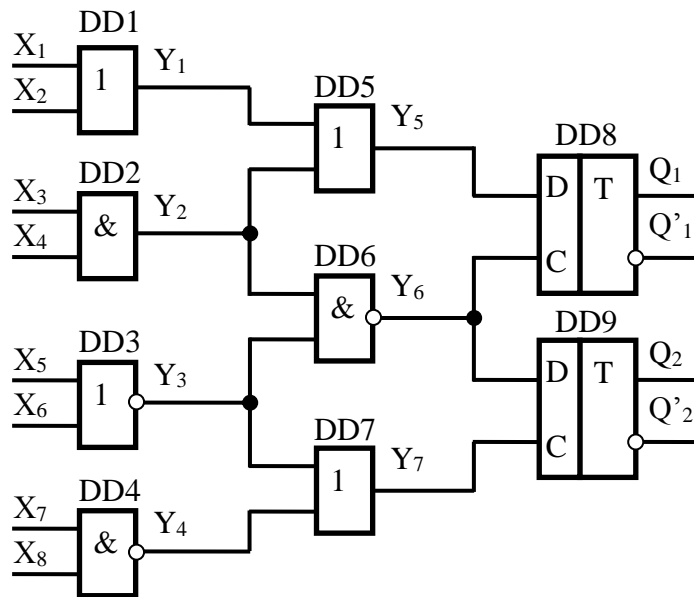 DD1
X1
X2
1
Y1
DD5
1
Y5
DD8
D
T
C
Q1
Q’1
DD2
X3
X4
&
Y2
DD6
&
Y6
DD9
D
T
C
Q2
Q’2
DD3
X5
X6
1
Y3
DD7
1
Y7
DD4
X7
X8
&
Y4